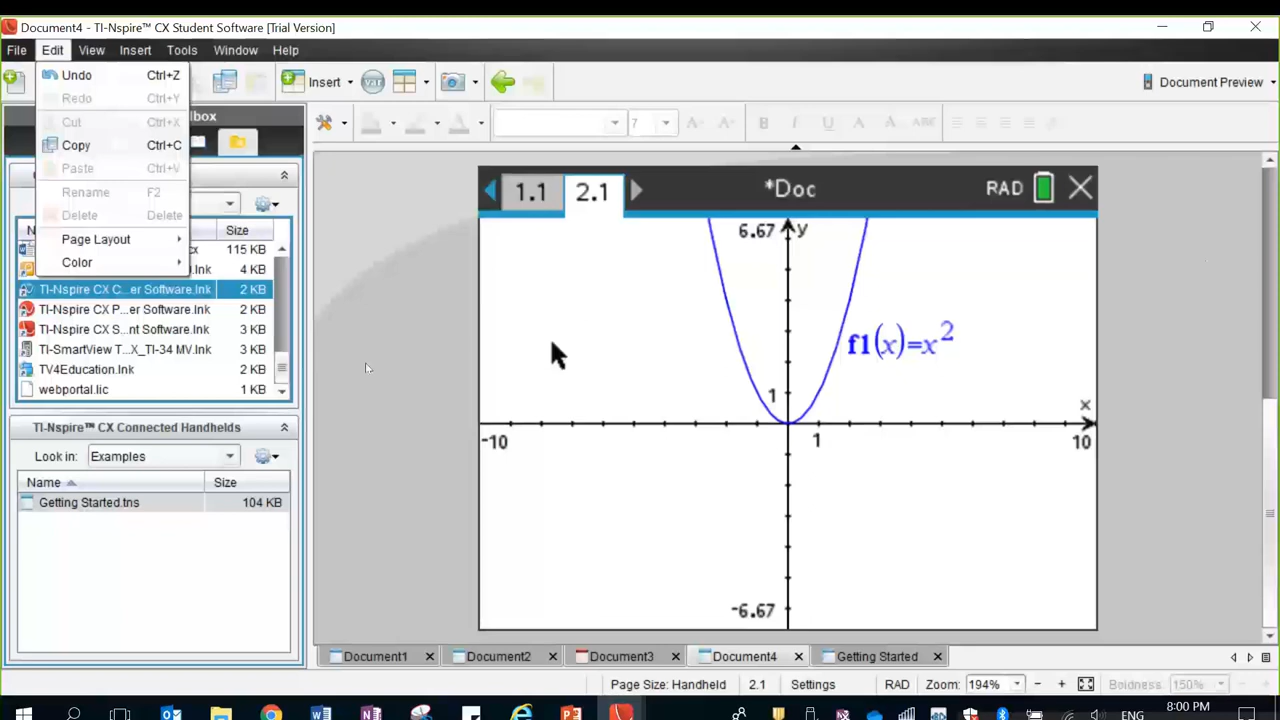 Document4 - TI-Nspire™ CX Student Software [Trial Version]
File Edit View Insert Tools Window Help
Undo Ctrl+Z
Redo Ctrl+Y
Cut Ctrl+X
Copy Ctrl+C
Paste Ctrl+V
Rename F2
Delete Delete
Page Layout
Color
Insert
var
Document Preview
7
B I U A A ABC
lbox
Size
cx 115 KB
).lnk 4 KB
TI-Nspire CX C...er Software.lnk 2 KB
TI-Nspire CX P...er Software.lnk 2 KB
TI-Nspire CX S...nt Software.lnk 3 KB
TI-SmartView T...X_TI-34 MV.lnk 3 KB
TV4Education.lnk 2 KB
webportal.lic 1 KB
TI-Nspire™ CX Connected Handhelds
Look in: Examples
Name Size
Getting Started.tns 104 KB
1.1 2.1 *Doc RAD
6.67 y
f1(x)=x²
1
x
-10 1 10
-6.67
Document1 Document2 Document3 Document4 Getting Started
Page Size: Handheld 2.1 Settings RAD Zoom: 194% Boldness: 150%
ENG 8:00 PM